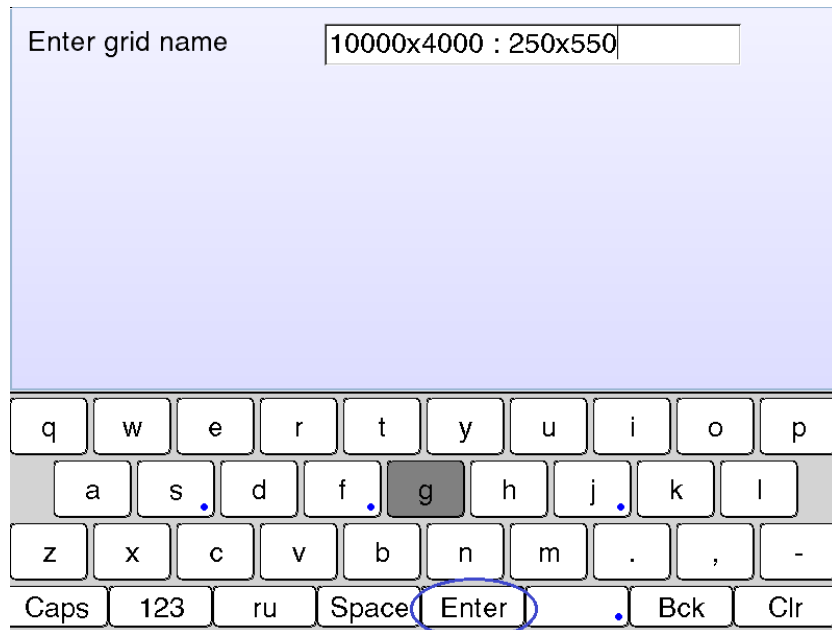 Enter grid name 10000x4000 : 250x550
q w e r t y u i o p
a s d f g h j k l
z x c v b n m . , -
Caps 123 ru Space Enter Bck Clr